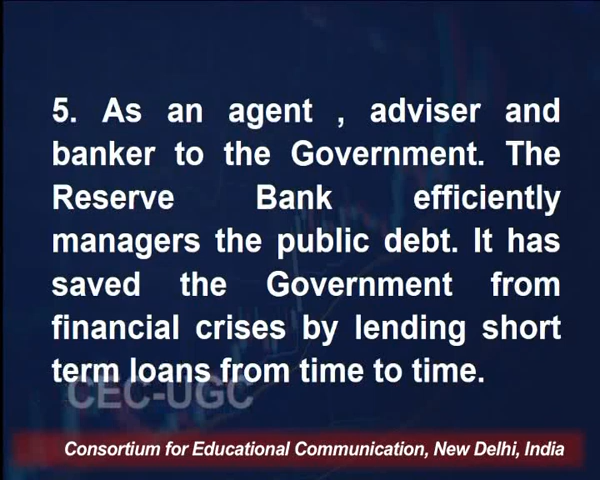 5. As an agent , adviser and
banker to the Government. The
Reserve Bank efficiently
managers the public debt. It has
saved the Government from
financial crises by lending short
term loans from time to time.
CEC-UGC
Consortium for Educational Communication, New Delhi, India